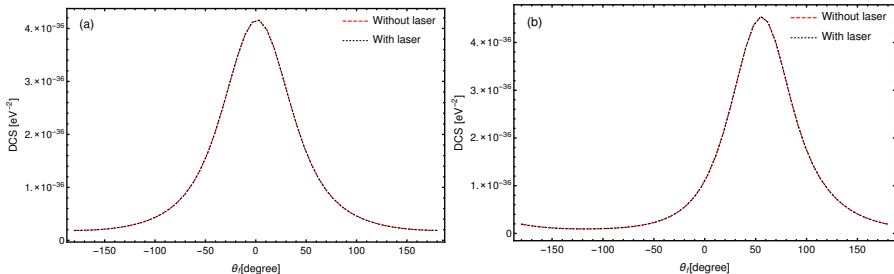 (a)
Without laser
With laser
DCS [eV⁻²]
4.×10⁻³⁶
3.×10⁻³⁶
2.×10⁻³⁶
1.×10⁻³⁶
0
-150 -100 -50 0 50 100 150
θf[degree]
(b)
Without laser
With laser
DCS [eV⁻²]
4.×10⁻³⁶
3.×10⁻³⁶
2.×10⁻³⁶
1.×10⁻³⁶
0
-150 -100 -50 0 50 100 150
θf[degree]